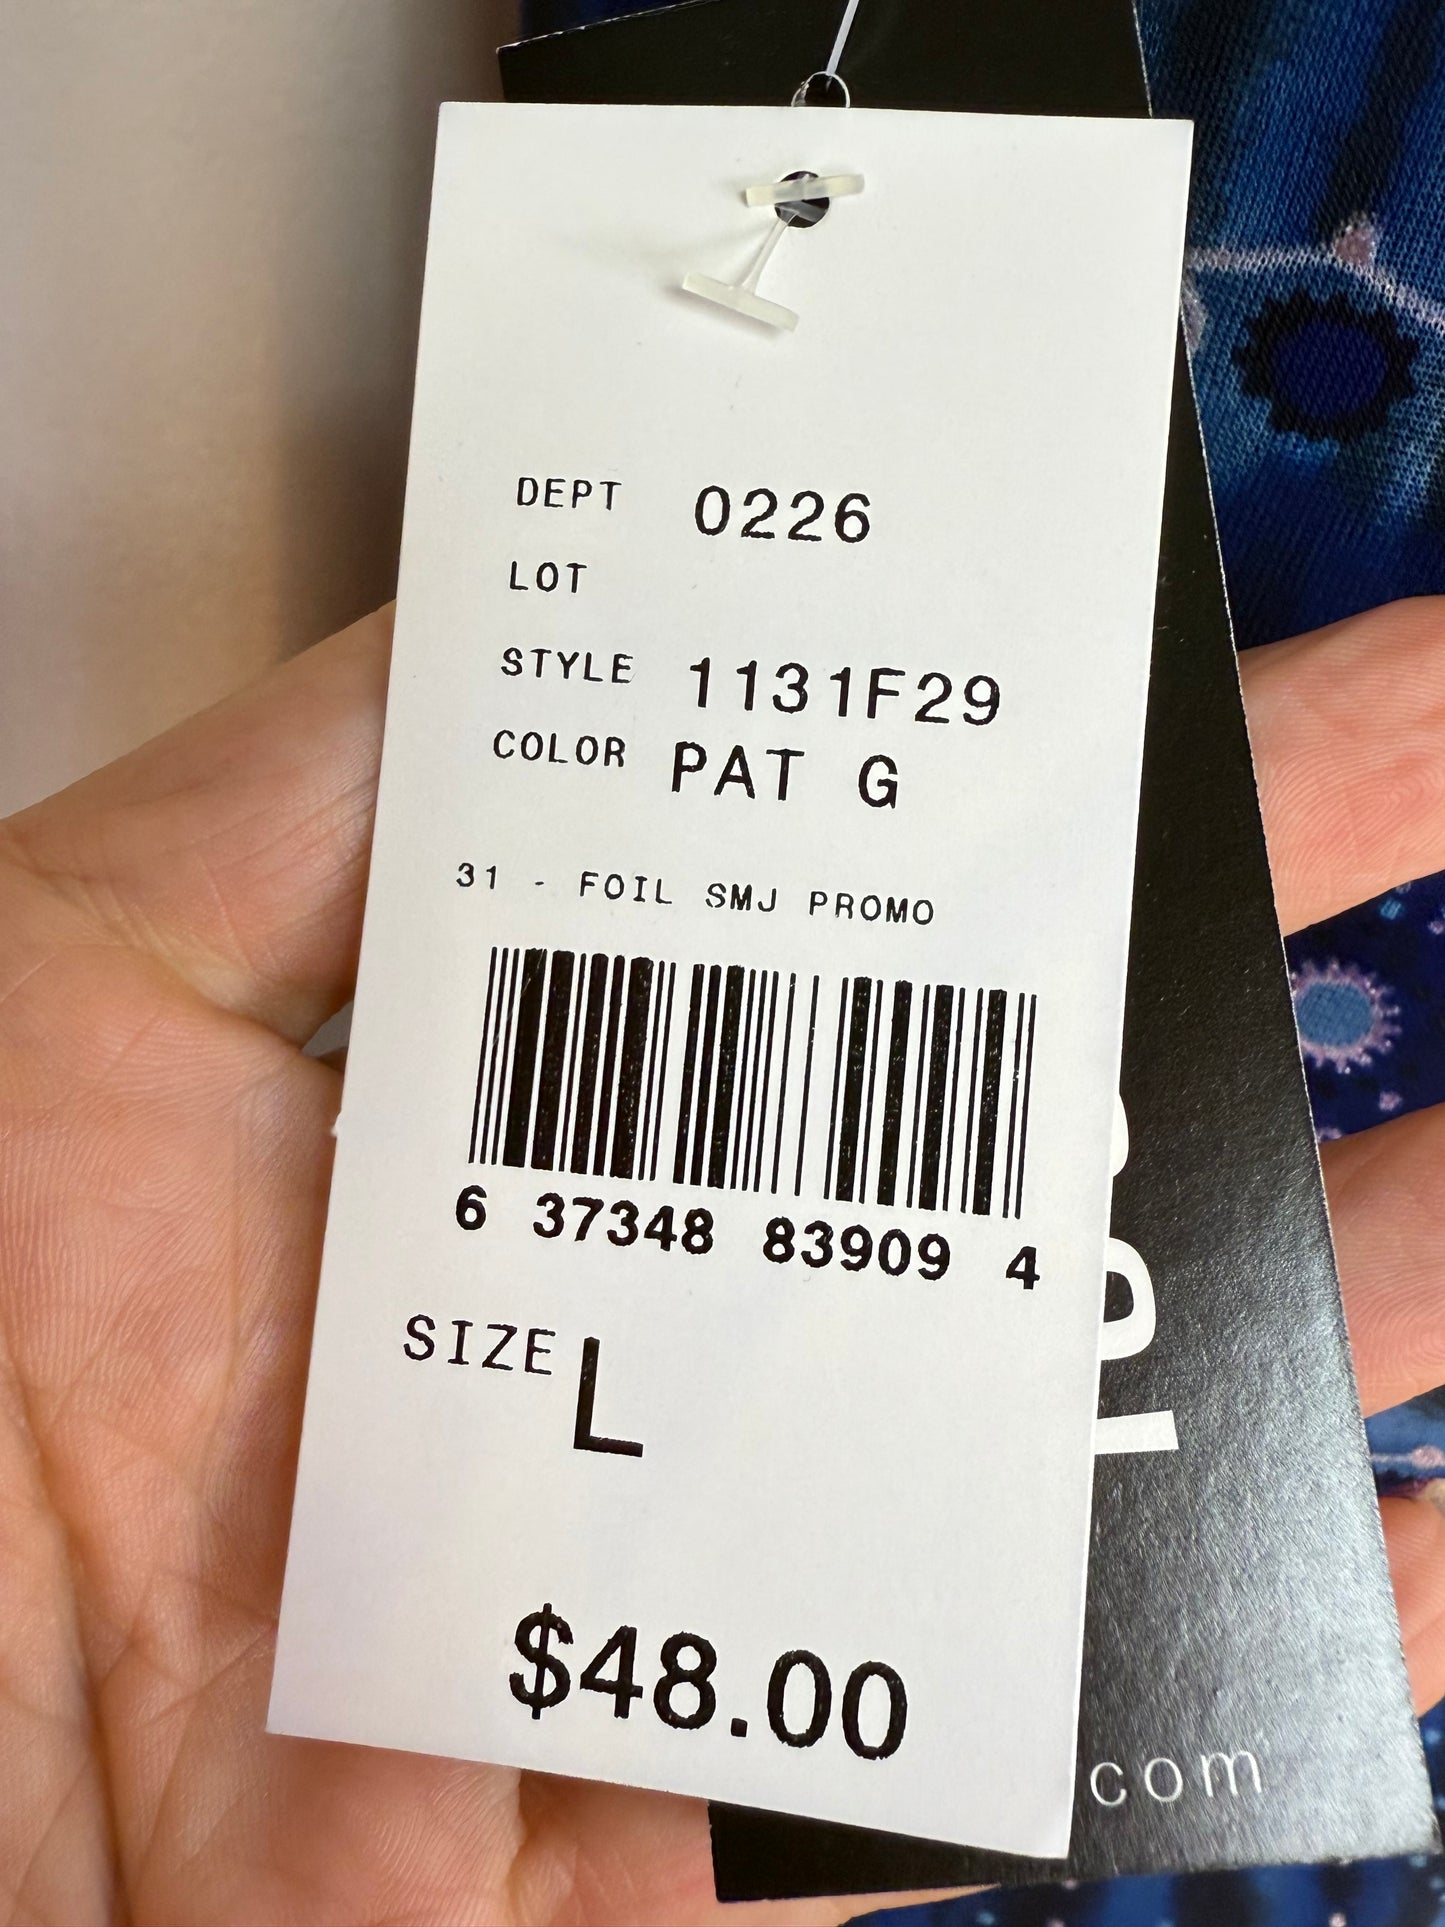 DEPT 0226
LOT
STYLE 1131F29
COLOR PAT G
31 - FOIL SMJ PROMO
6 37348 83909 4
SIZE L
$48.00
com